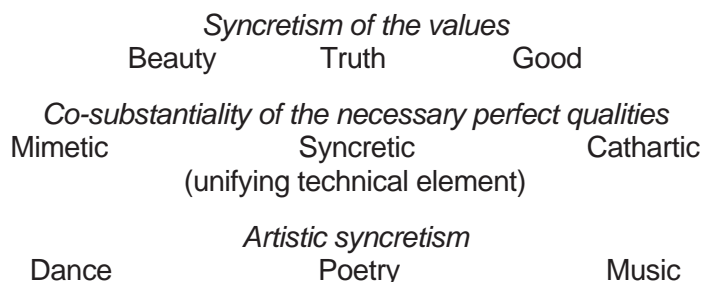 Syncretism of the values
Beauty Truth Good
Co-substantiality of the necessary perfect qualities
Mimetic Syncretic Cathartic
(unifying technical element)
Artistic syncretism
Dance Poetry Music